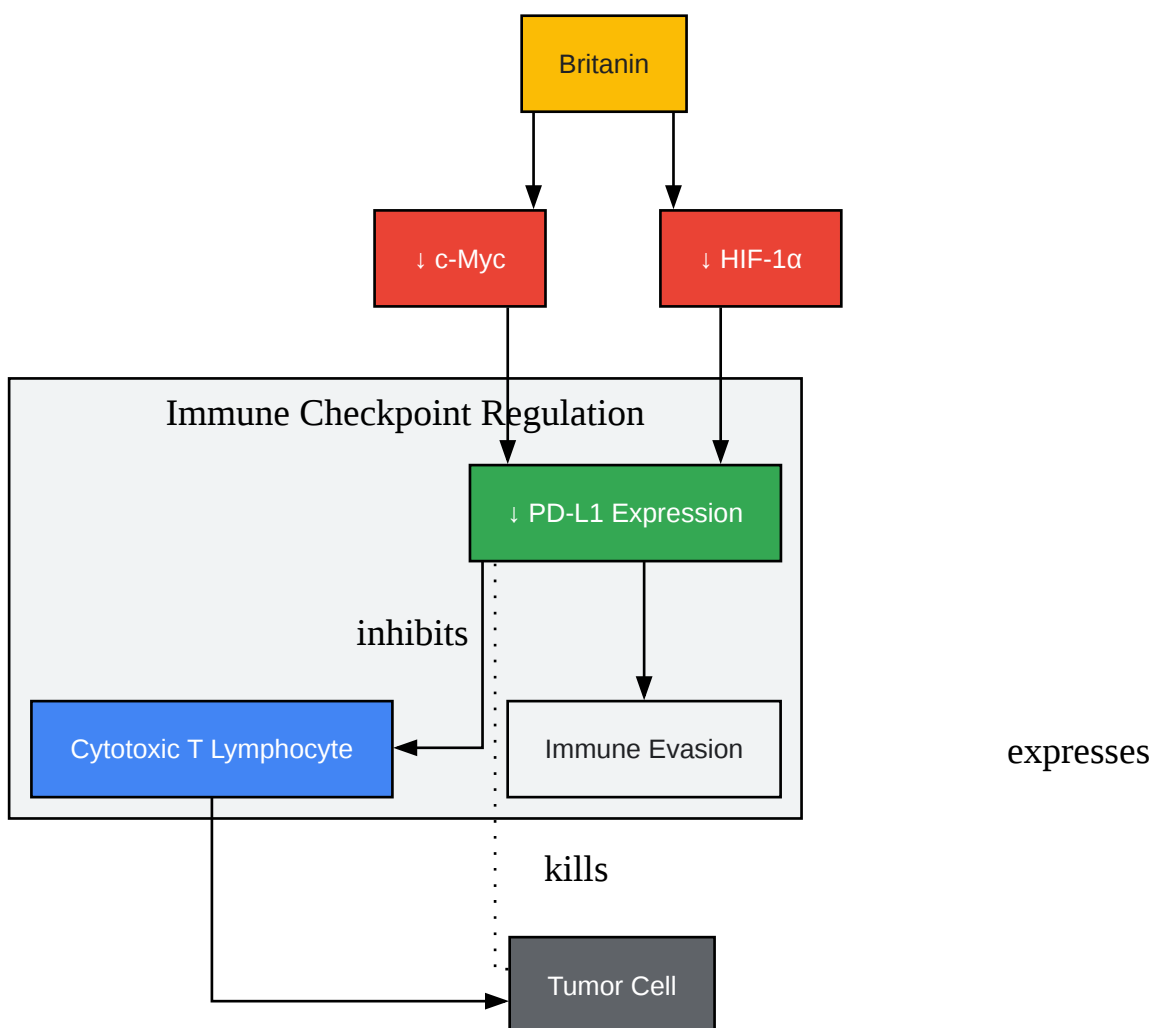 Britanin
↓ c-Myc
↓ HIF-1α
Immune Checkpoint Regulation
↓ PD-L1 Expression
inhibits
Cytotoxic T Lymphocyte
Immune Evasion
expresses
kills
Tumor Cell